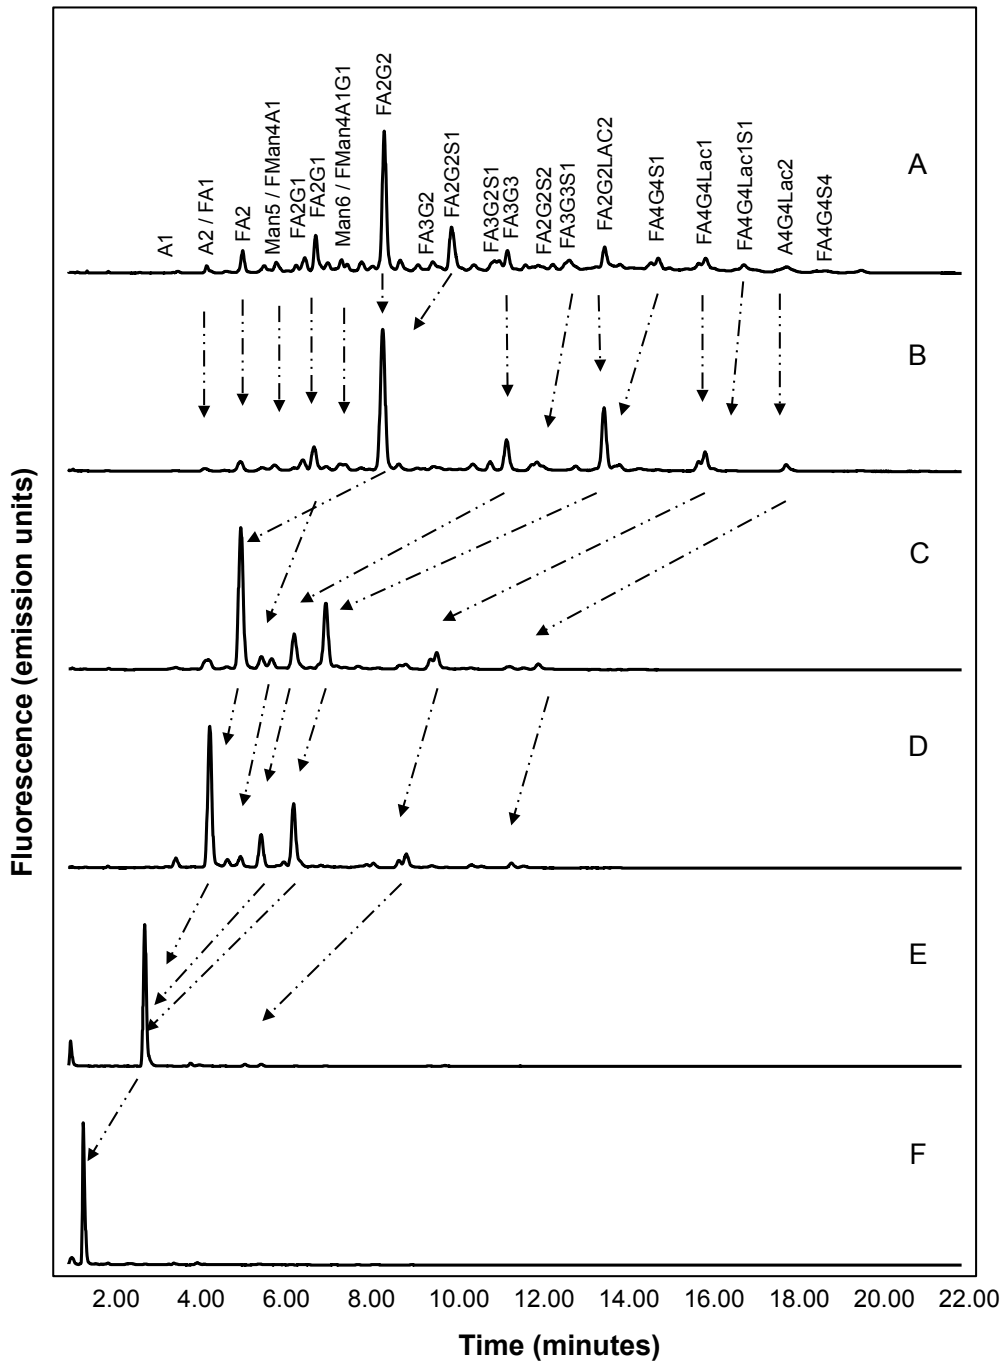 A1
A2 / FA1
FA2
Man5 / FMan4A1
FA2G1
FA2G1
Man6 / FMan4A1G1
FA2G2
FA3G2
FA2G2S1
FA3G2S1
FA3G3
FA2G2S2
FA3G3S1
FA2G2LAC2
FA4G4S1
FA4G4Lac1
FA4G4Lac1S1
A4G4Lac2
FA4G4S4
A
B
C
D
E
F
Fluorescence (emission units)
2.00 4.00 6.00 8.00 10.00 12.00 14.00 16.00 18.00 20.00 22.00
Time (minutes)